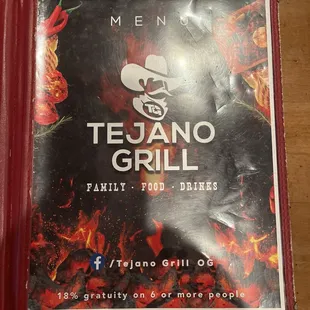 MENU
TG
TEJANO
GRILL
FAMILY · FOOD · DRINKS
f /Tejano Grill OG
18% gratuity on 6 or more people